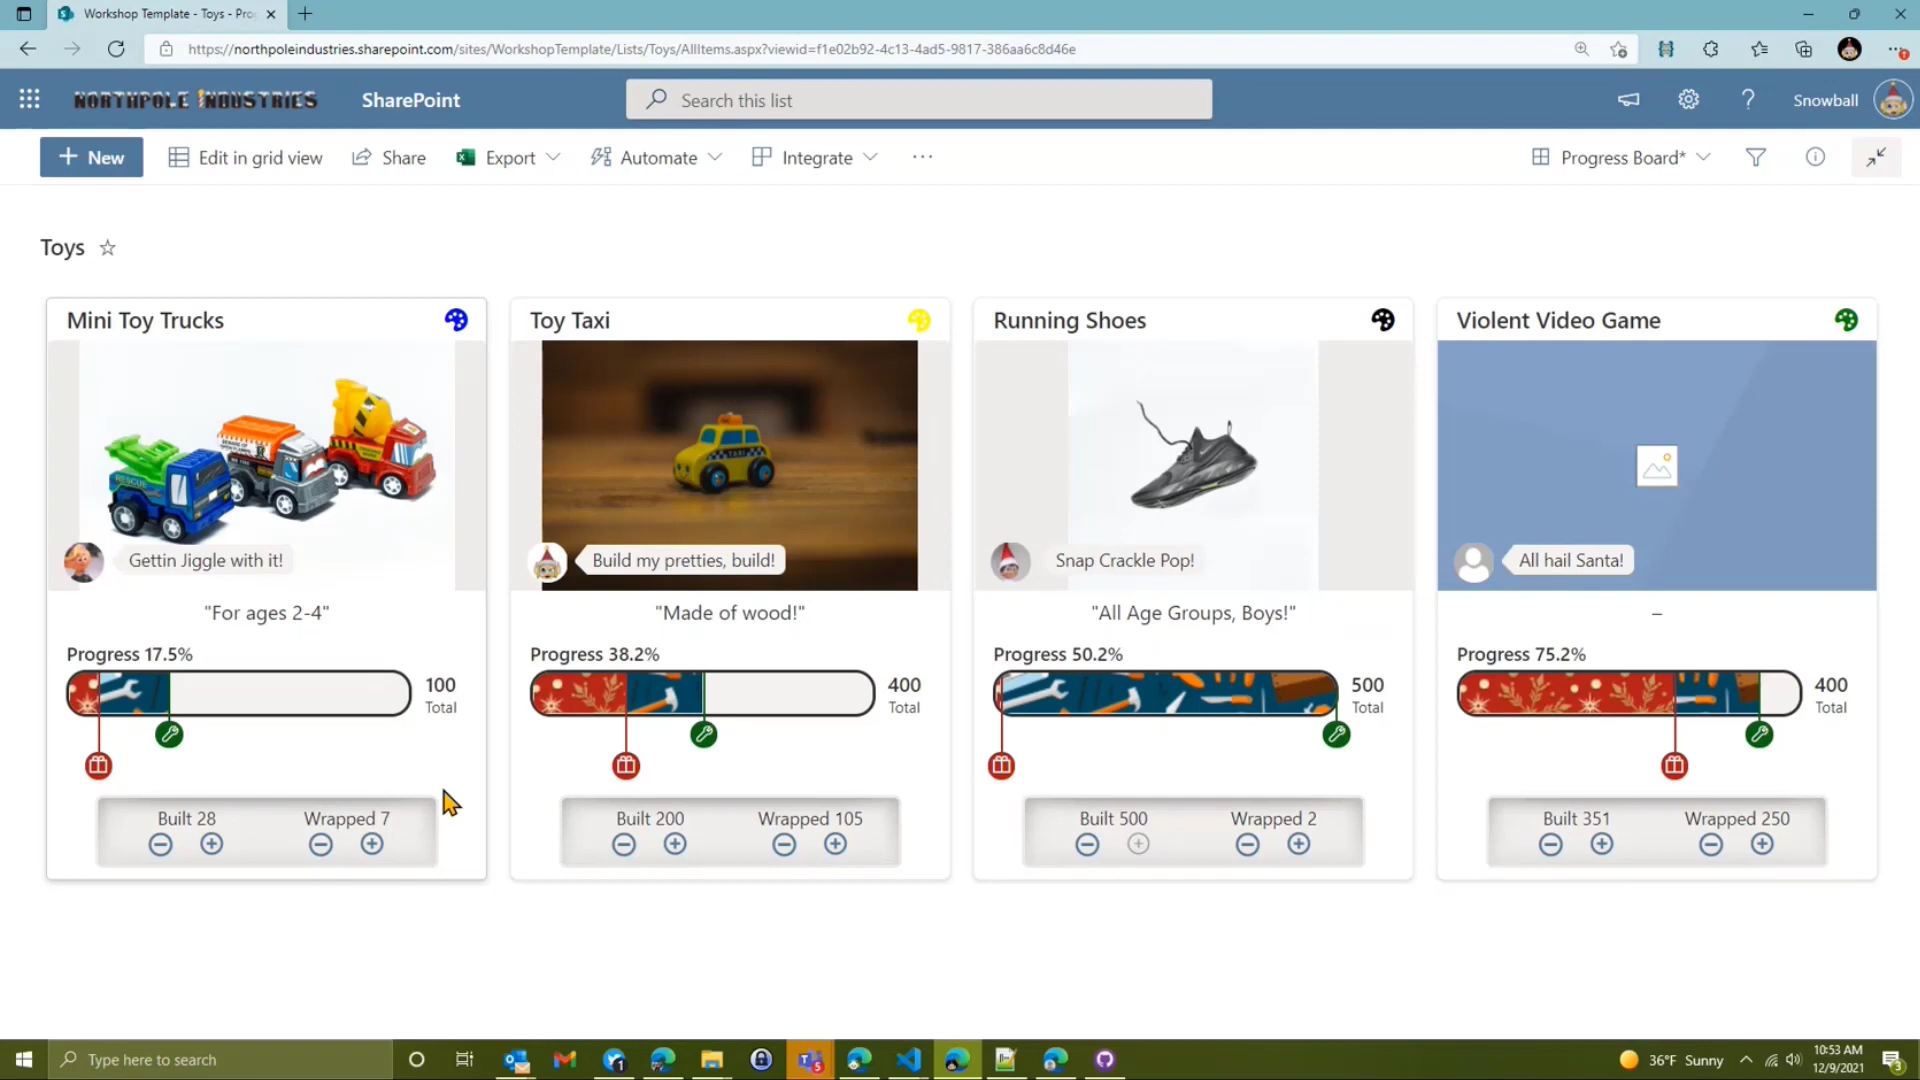 Workshop Template - Toys - Pro
https://northpoleindustries.sharepoint.com/sites/WorkshopTemplate/Lists/Toys/AllItems.aspx?viewid=f1e02b92-4c13-4ad5-9817-386aa6c8d46e
NORTHPOLE INDUSTRIES SharePoint Search this list Snowball
+ New Edit in grid view Share Export Automate Integrate ··· Progress Board*
Toys
Mini Toy Trucks
RESCUE
Gettin Jiggle with it!
"For ages 2-4"
Progress 17.5%
100
Total
Built 28 Wrapped 7
Toy Taxi
TAXI
Build my pretties, build!
"Made of wood!"
Progress 38.2%
400
Total
Built 200 Wrapped 105
Running Shoes
Snap Crackle Pop!
"All Age Groups, Boys!"
Progress 50.2%
500
Total
Built 500 Wrapped 2
Violent Video Game
All hail Santa!
–
Progress 75.2%
400
Total
Built 351 Wrapped 250
Type here to search
1
5
36°F Sunny
10:53 AM
12/9/2021
3